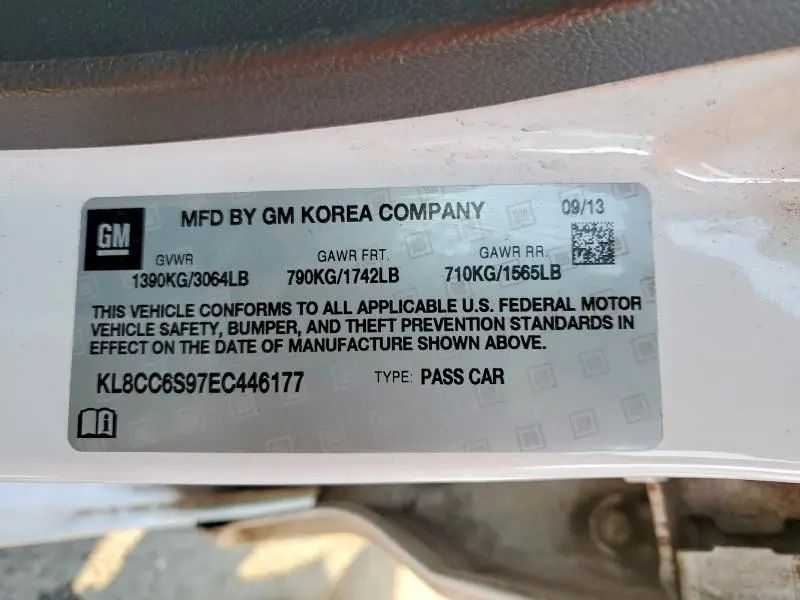 MFD BY GM KOREA COMPANY 09/13
GM
GVWR GAWR FRT. GAWR RR.
1390KG/3064LB 790KG/1742LB 710KG/1565LB
THIS VEHICLE CONFORMS TO ALL APPLICABLE U.S. FEDERAL MOTOR
VEHICLE SAFETY, BUMPER, AND THEFT PREVENTION STANDARDS IN
EFFECT ON THE DATE OF MANUFACTURE SHOWN ABOVE.
KL8CC6S97EC446177 TYPE: PASS CAR